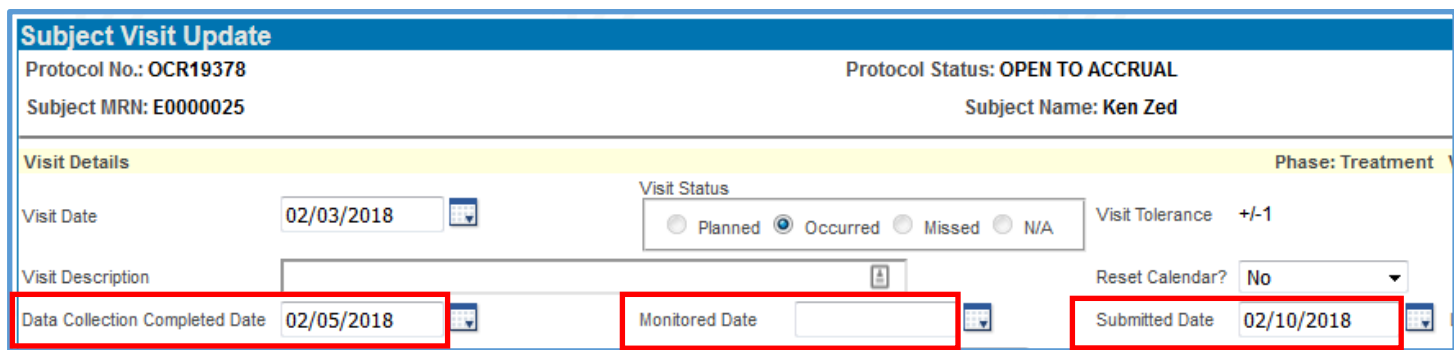 Subject Visit Update
Protocol No.: OCR19378 Protocol Status: OPEN TO ACCRUAL
Subject MRN: E0000025 Subject Name: Ken Zed
Visit Details Phase: Treatment
Visit Status
Visit Date 02/03/2018 Planned Occurred Missed N/A Visit Tolerance +/-1
Visit Description Reset Calendar? No
Data Collection Completed Date 02/05/2018 Monitored Date Submitted Date 02/10/2018